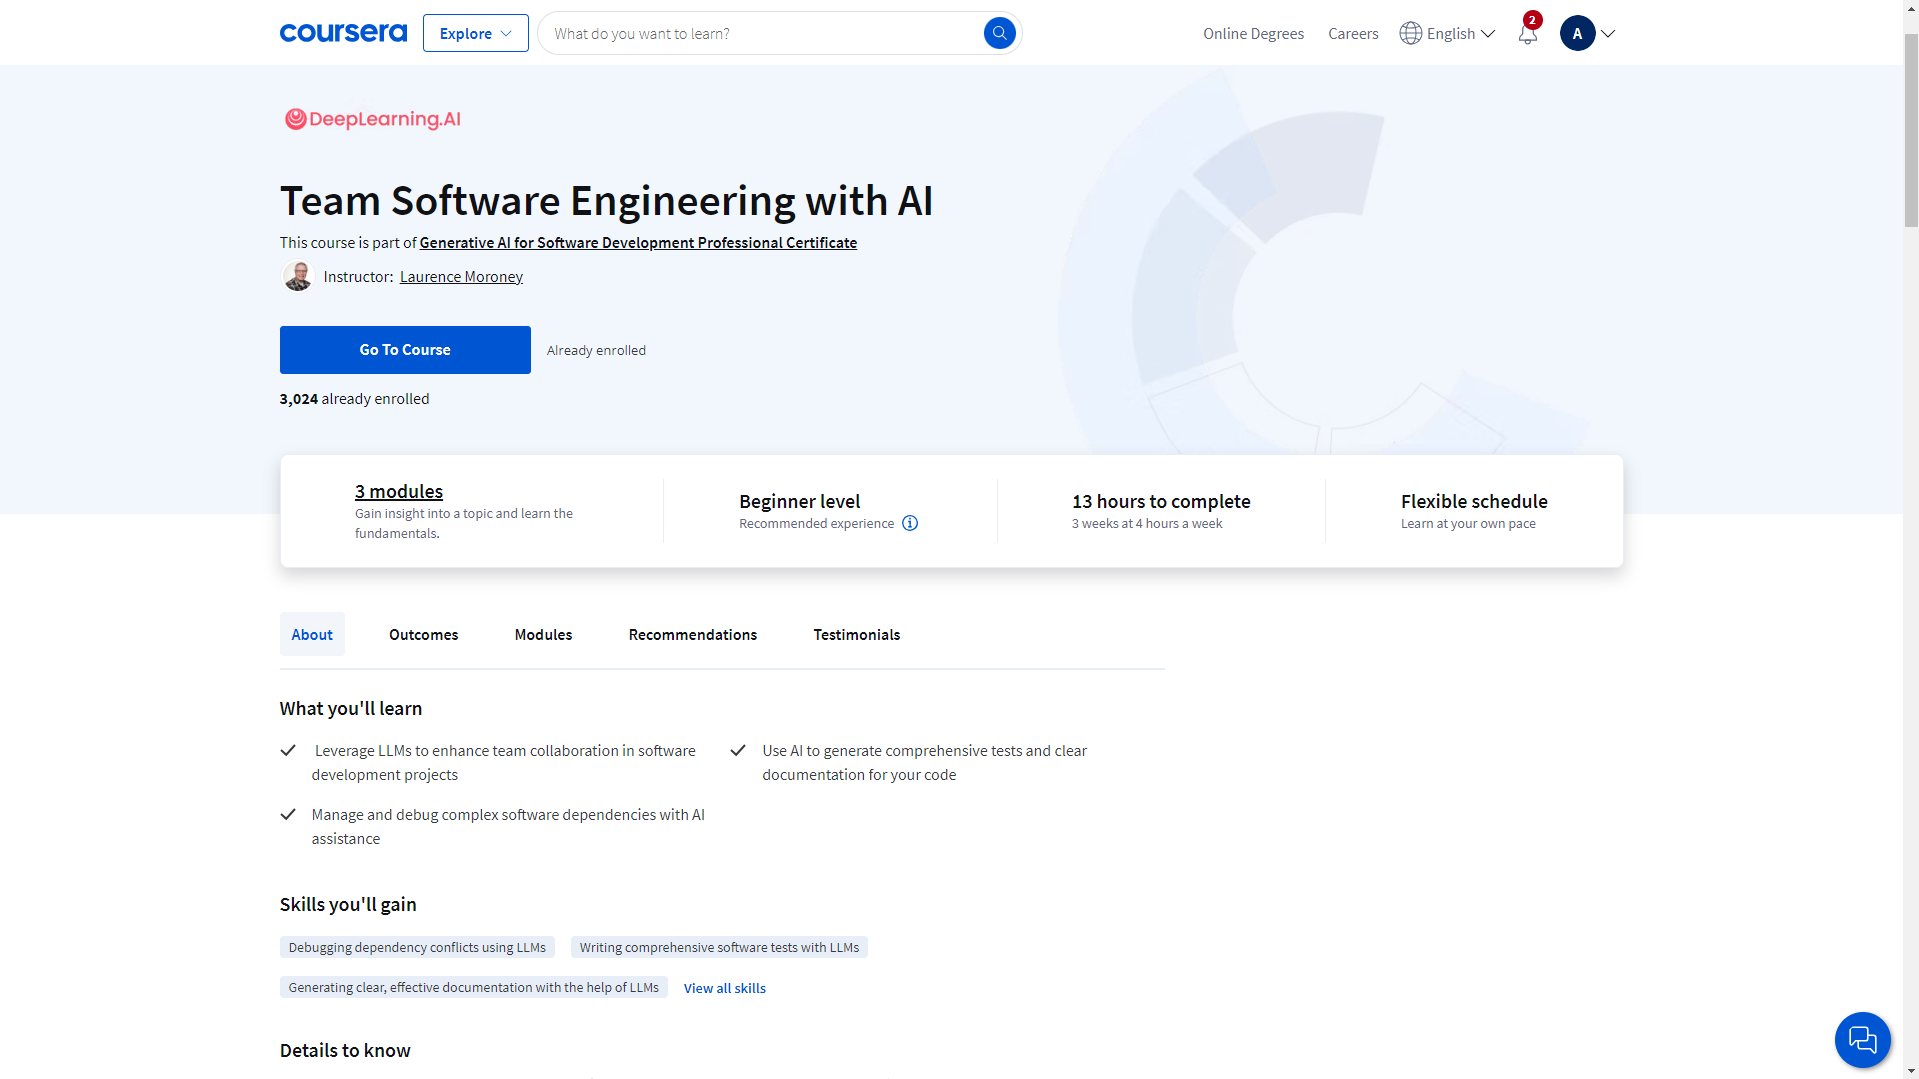 coursera
Explore
What do you want to learn?
Online Degrees
Careers
English
2
A
DeepLearning.AI
Team Software Engineering with AI
This course is part of Generative AI for Software Development Professional Certificate
Instructor: Laurence Moroney
Go To Course
Already enrolled
3,024 already enrolled
3 modules
Gain insight into a topic and learn the
fundamentals.
Beginner level
Recommended experience
13 hours to complete
3 weeks at 4 hours a week
Flexible schedule
Learn at your own pace
About
Outcomes
Modules
Recommendations
Testimonials
What you'll learn
Leverage LLMs to enhance team collaboration in software
development projects
Use AI to generate comprehensive tests and clear
documentation for your code
Manage and debug complex software dependencies with AI
assistance
Skills you'll gain
Debugging dependency conflicts using LLMs
Writing comprehensive software tests with LLMs
Generating clear, effective documentation with the help of LLMs
View all skills
Details to know